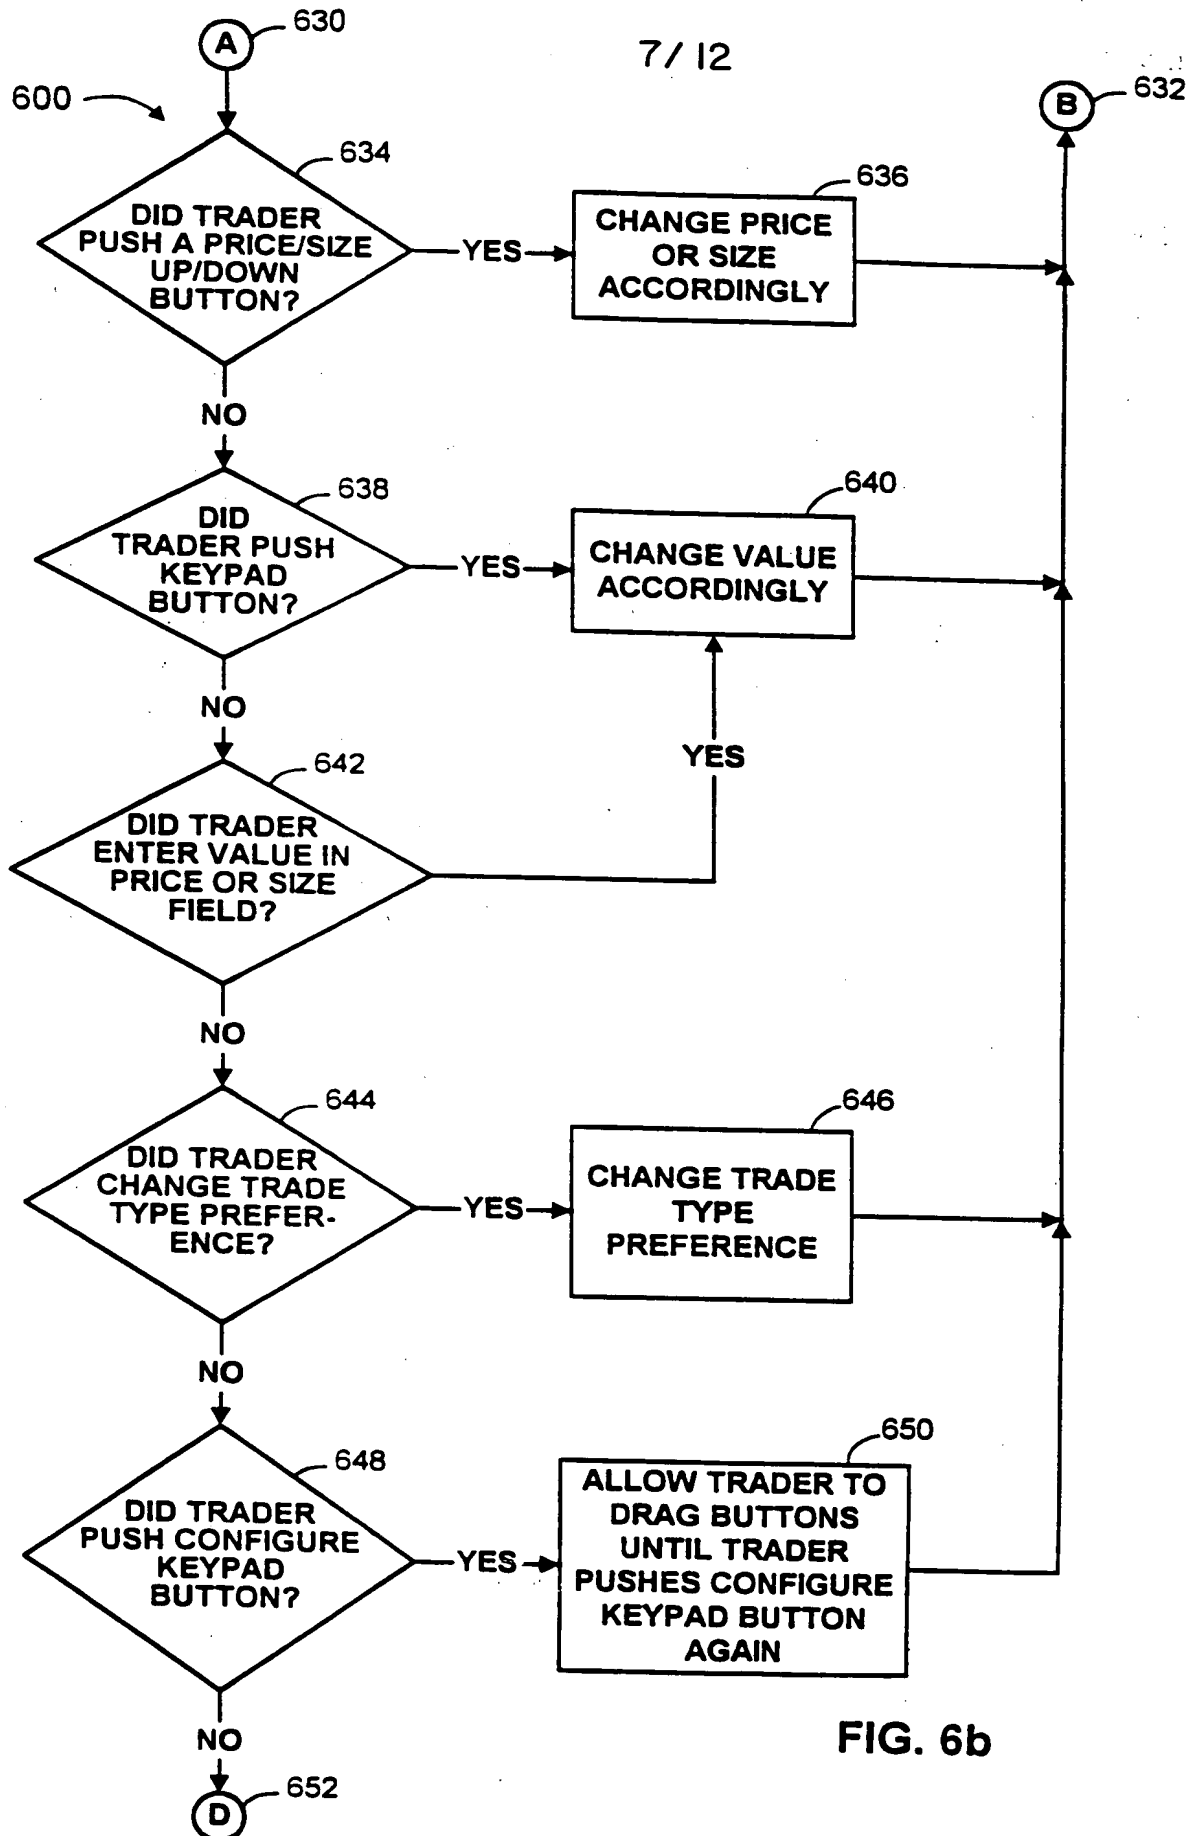 A
630
7/12
600
B
632
634
DID TRADER
PUSH A PRICE/SIZE
UP/DOWN
BUTTON?
YES
636
CHANGE PRICE
OR SIZE
ACCORDINGLY
NO
638
DID
TRADER PUSH
KEYPAD
BUTTON?
YES
640
CHANGE VALUE
ACCORDINGLY
NO
YES
642
DID TRADER
ENTER VALUE IN
PRICE OR SIZE
FIELD?
NO
644
DID TRADER
CHANGE TRADE
TYPE PREFER-
ENCE?
YES
646
CHANGE TRADE
TYPE
PREFERENCE
NO
648
DID TRADER
PUSH CONFIGURE
KEYPAD
BUTTON?
YES
650
ALLOW TRADER TO
DRAG BUTTONS
UNTIL TRADER
PUSHES CONFIGURE
KEYPAD BUTTON
AGAIN
NO
D
652
FIG. 6b